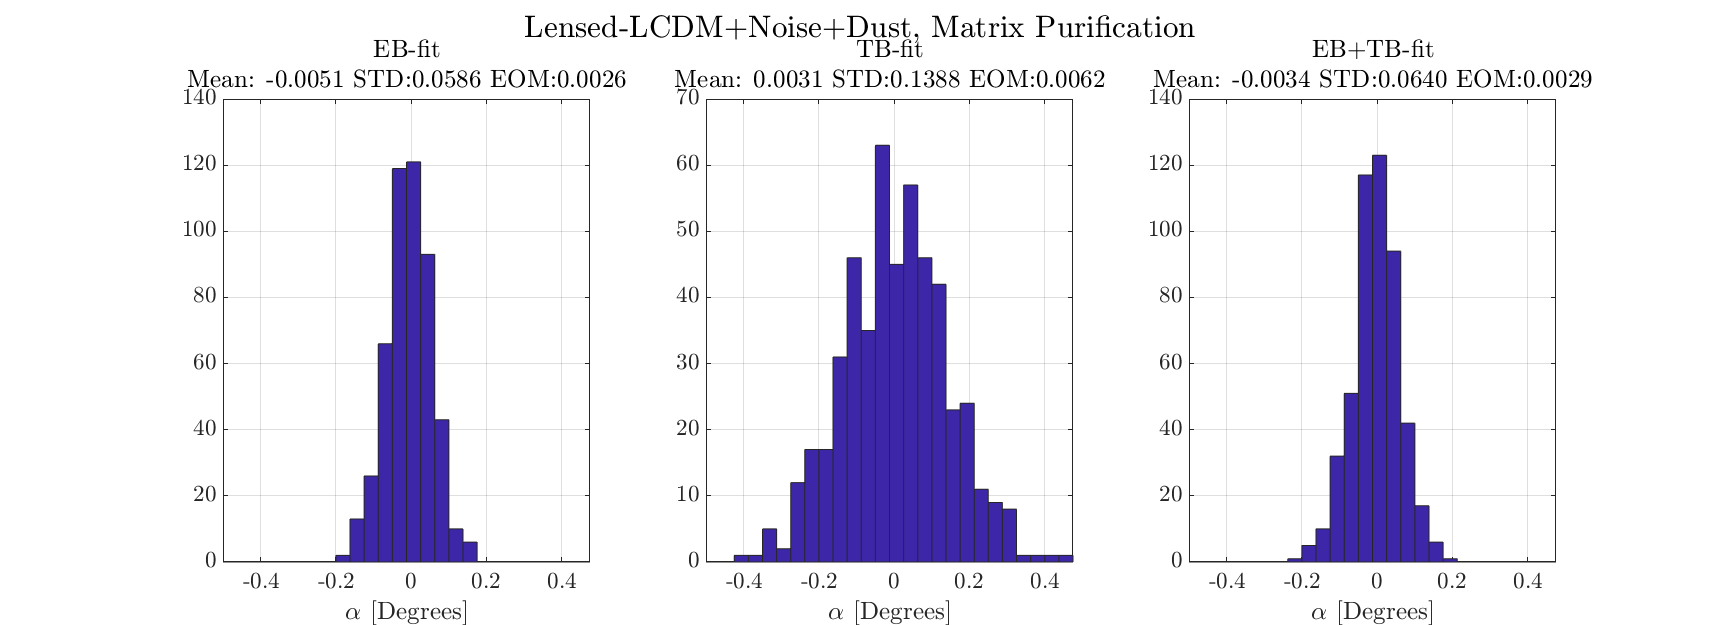 Lensed-LCDM+Noise+Dust, Matrix Purification
EB-fit
Mean: -0.0051 STD:0.0586 EOM:0.0026
140
120
100
80
60
40
20
0
-0.4 -0.2 0 0.2 0.4
α [Degrees]
TB-fit
Mean: 0.0031 STD:0.1388 EOM:0.0062
70
60
50
40
30
20
10
0
-0.4 -0.2 0 0.2 0.4
α [Degrees]
EB+TB-fit
Mean: -0.0034 STD:0.0640 EOM:0.0029
140
120
100
80
60
40
20
0
-0.4 -0.2 0 0.2 0.4
α [Degrees]